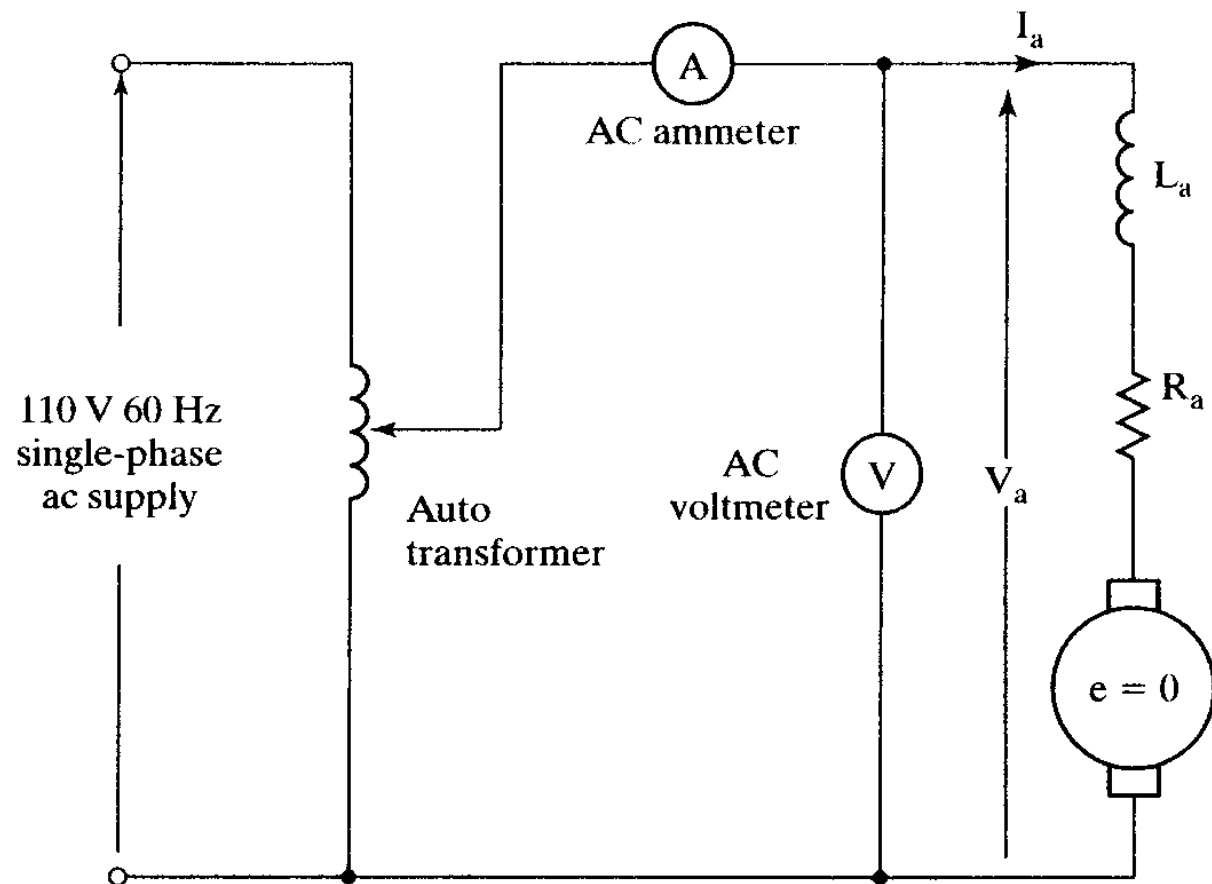 I_a
A
AC ammeter
L_a
R_a
110 V 60 Hz
single-phase
ac supply
Auto
transformer
AC
voltmeter
V
V_a
e = 0